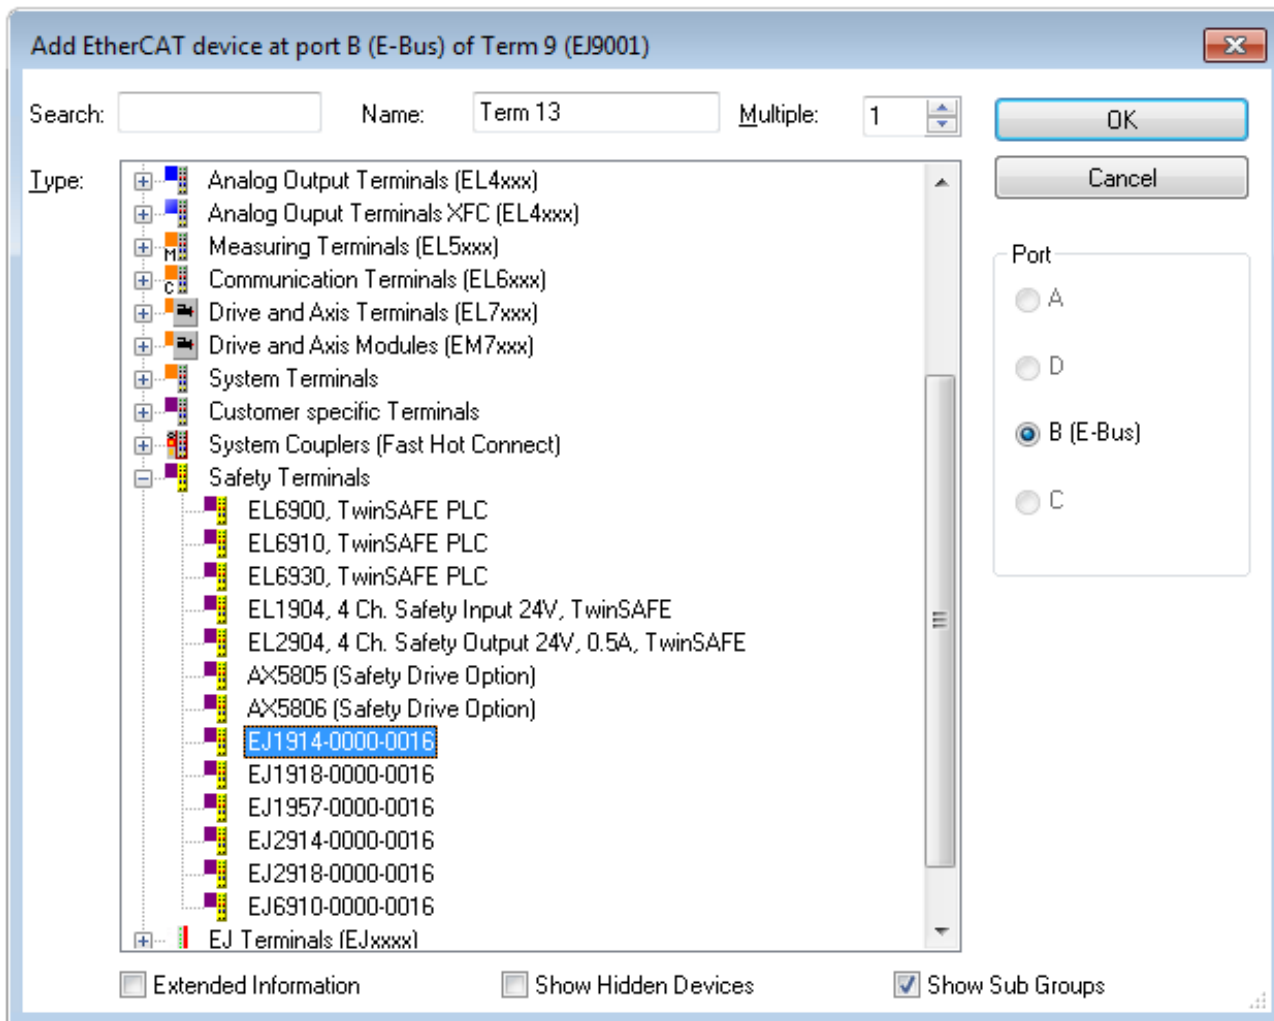 Add EtherCAT device at port B (E-Bus) of Term 9 (EJ9001)
Search: Name: Term 13 Multiple: 1 OK
Cancel
Type:
Analog Output Terminals (EL4xxx)
Analog Ouput Terminals XFC (EL4xxx)
Measuring Terminals (EL5xxx)
Communication Terminals (EL6xxx)
Drive and Axis Terminals (EL7xxx)
Drive and Axis Modules (EM7xxx)
System Terminals
Customer specific Terminals
System Couplers (Fast Hot Connect)
Safety Terminals
EL6900, TwinSAFE PLC
EL6910, TwinSAFE PLC
EL6930, TwinSAFE PLC
EL1904, 4 Ch. Safety Input 24V, TwinSAFE
EL2904, 4 Ch. Safety Output 24V, 0.5A, TwinSAFE
AX5805 (Safety Drive Option)
AX5806 (Safety Drive Option)
EJ1914-0000-0016
EJ1918-0000-0016
EJ1957-0000-0016
EJ2914-0000-0016
EJ2918-0000-0016
EJ6910-0000-0016
EJ Terminals (EJxxxx)
Port
A
D
B (E-Bus)
C
Extended Information Show Hidden Devices Show Sub Groups